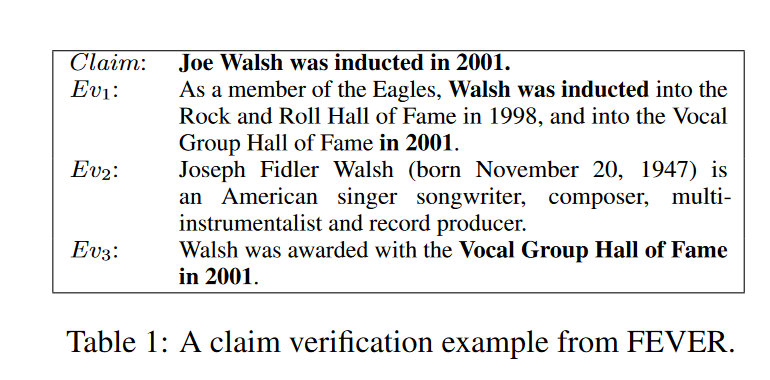 Claim: Joe Walsh was inducted in 2001.
Ev1: As a member of the Eagles, Walsh was inducted into the
Rock and Roll Hall of Fame in 1998, and into the Vocal
Group Hall of Fame in 2001.
Ev2: Joseph Fidler Walsh (born November 20, 1947) is
an American singer songwriter, composer, multi-
instrumentalist and record producer.
Ev3: Walsh was awarded with the Vocal Group Hall of Fame
in 2001.
Table 1: A claim verification example from FEVER.